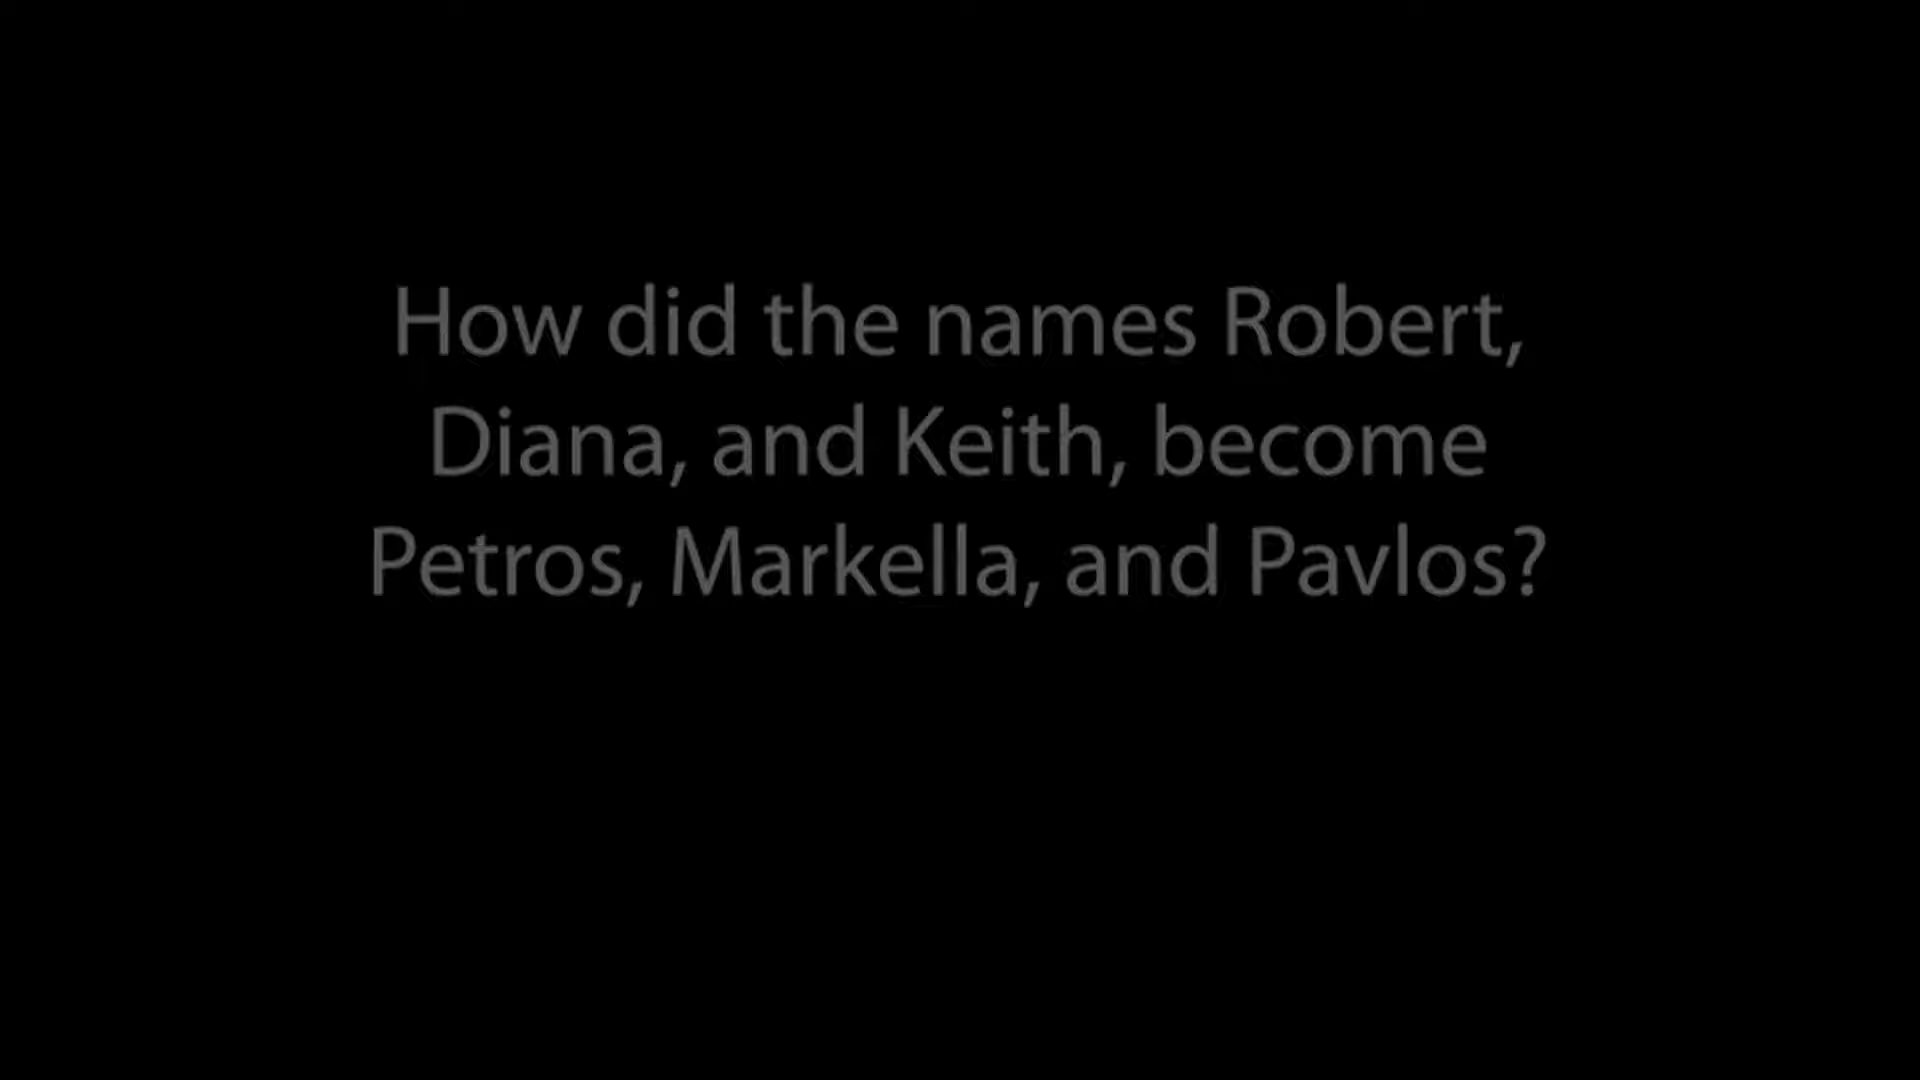 How did the names Robert,
Diana, and Keith, become
Petros, Markella, and Pavlos?